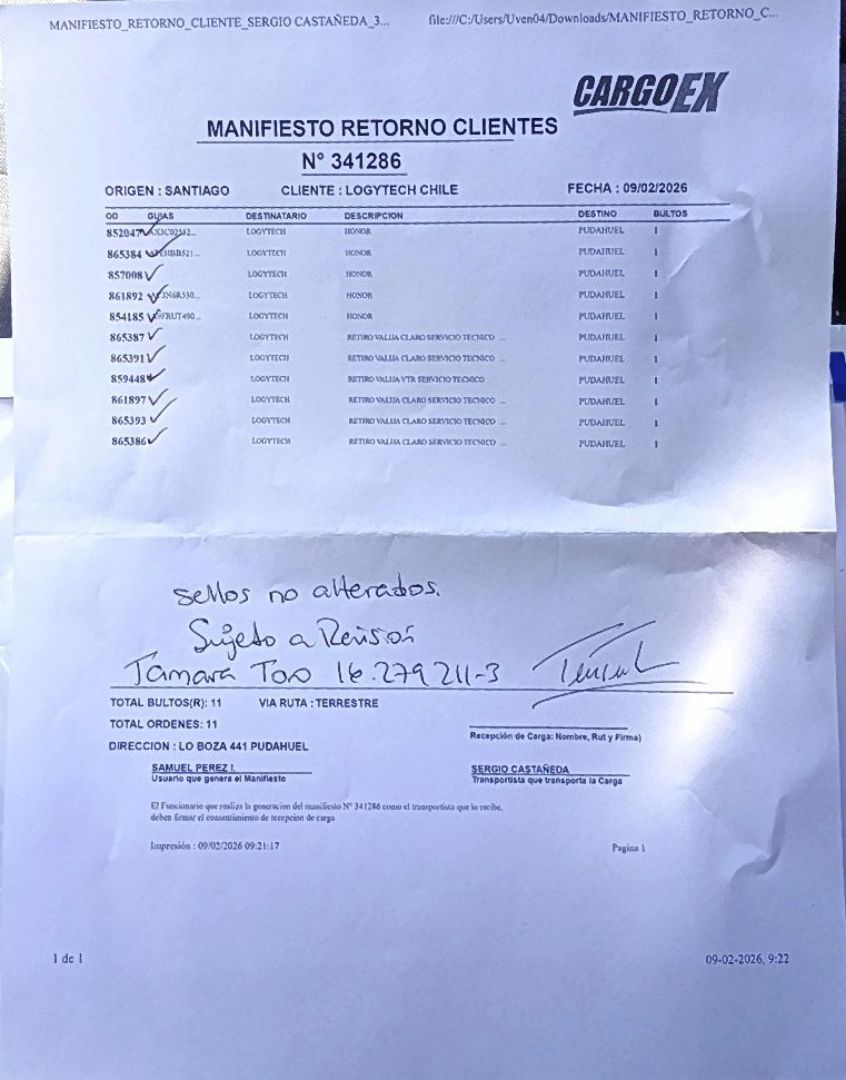 MANIFIESTO_RETORNO_CLIENTE_SERGIO CASTAÑEDA_3... file:///C:/Users/Uven04/Downloads/MANIFIESTO_RETORNO_C...
CARGOEX
MANIFIESTO RETORNO CLIENTES
N° 341286
ORIGEN : SANTIAGO CLIENTE : LOGYTECH CHILE FECHA : 09/02/2026
OD GUIAS DESTINATARIO DESCRIPCION DESTINO BULTOS
852047 LOGYTECH HONOR PUDAHUEL 1
865384 LOGYTECH HONOR PUDAHUEL 1
857008 LOGYTECH HONOR PUDAHUEL 1
861892 LOGYTECH HONOR PUDAHUEL 1
854185 LOGYTECH HONOR PUDAHUEL 1
865387 LOGYTECH RETIRO VALIJA CLARO SERVICIO TECNICO ... PUDAHUEL 1
865391 LOGYTECH RETIRO VALIJA CLARO SERVICIO TECNICO ... PUDAHUEL 1
859448 LOGYTECH RETIRO VALIJA VTR SERVICIO TECNICO PUDAHUEL 1
861897 LOGYTECH RETIRO VALIJA CLARO SERVICIO TECNICO ... PUDAHUEL 1
865393 LOGYTECH RETIRO VALIJA CLARO SERVICIO TECNICO ... PUDAHUEL 1
865386 LOGYTECH RETIRO VALIJA CLARO SERVICIO TECNICO ... PUDAHUEL 1
Sellos no alterados.
Sujeto a Revisión
Tamara Toro 16.279.211-3
TOTAL BULTOS(R): 11 VIA RUTA : TERRESTRE
TOTAL ORDENES: 11
Recepción de Carga: Nombre, Rut y Firma)
DIRECCION : LO BOZA 441 PUDAHUEL
SAMUEL PEREZ I. SERGIO CASTAÑEDA
Usuario que genera el Manifiesto Transportista que transporta la Carga
El Funcionario que realiza la generacion del manifiesto N° 341286 como el transportista que lo recibe,
deben firmar el consentimiento de recepcion de carga
Impresión : 09/02/2026 09:21:17 Pagina 1
1 de 1 09-02-2026, 9:22